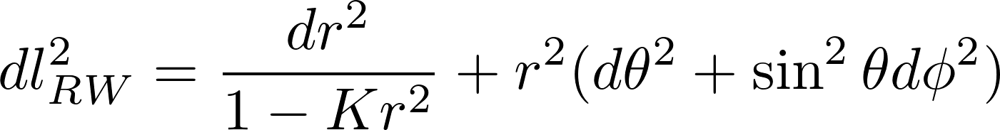 $dl_{RW}^2 = \frac{dr^2}{1 - Kr^2} + r^2(d\theta^2 + \sin^2 \theta d\phi^2)$